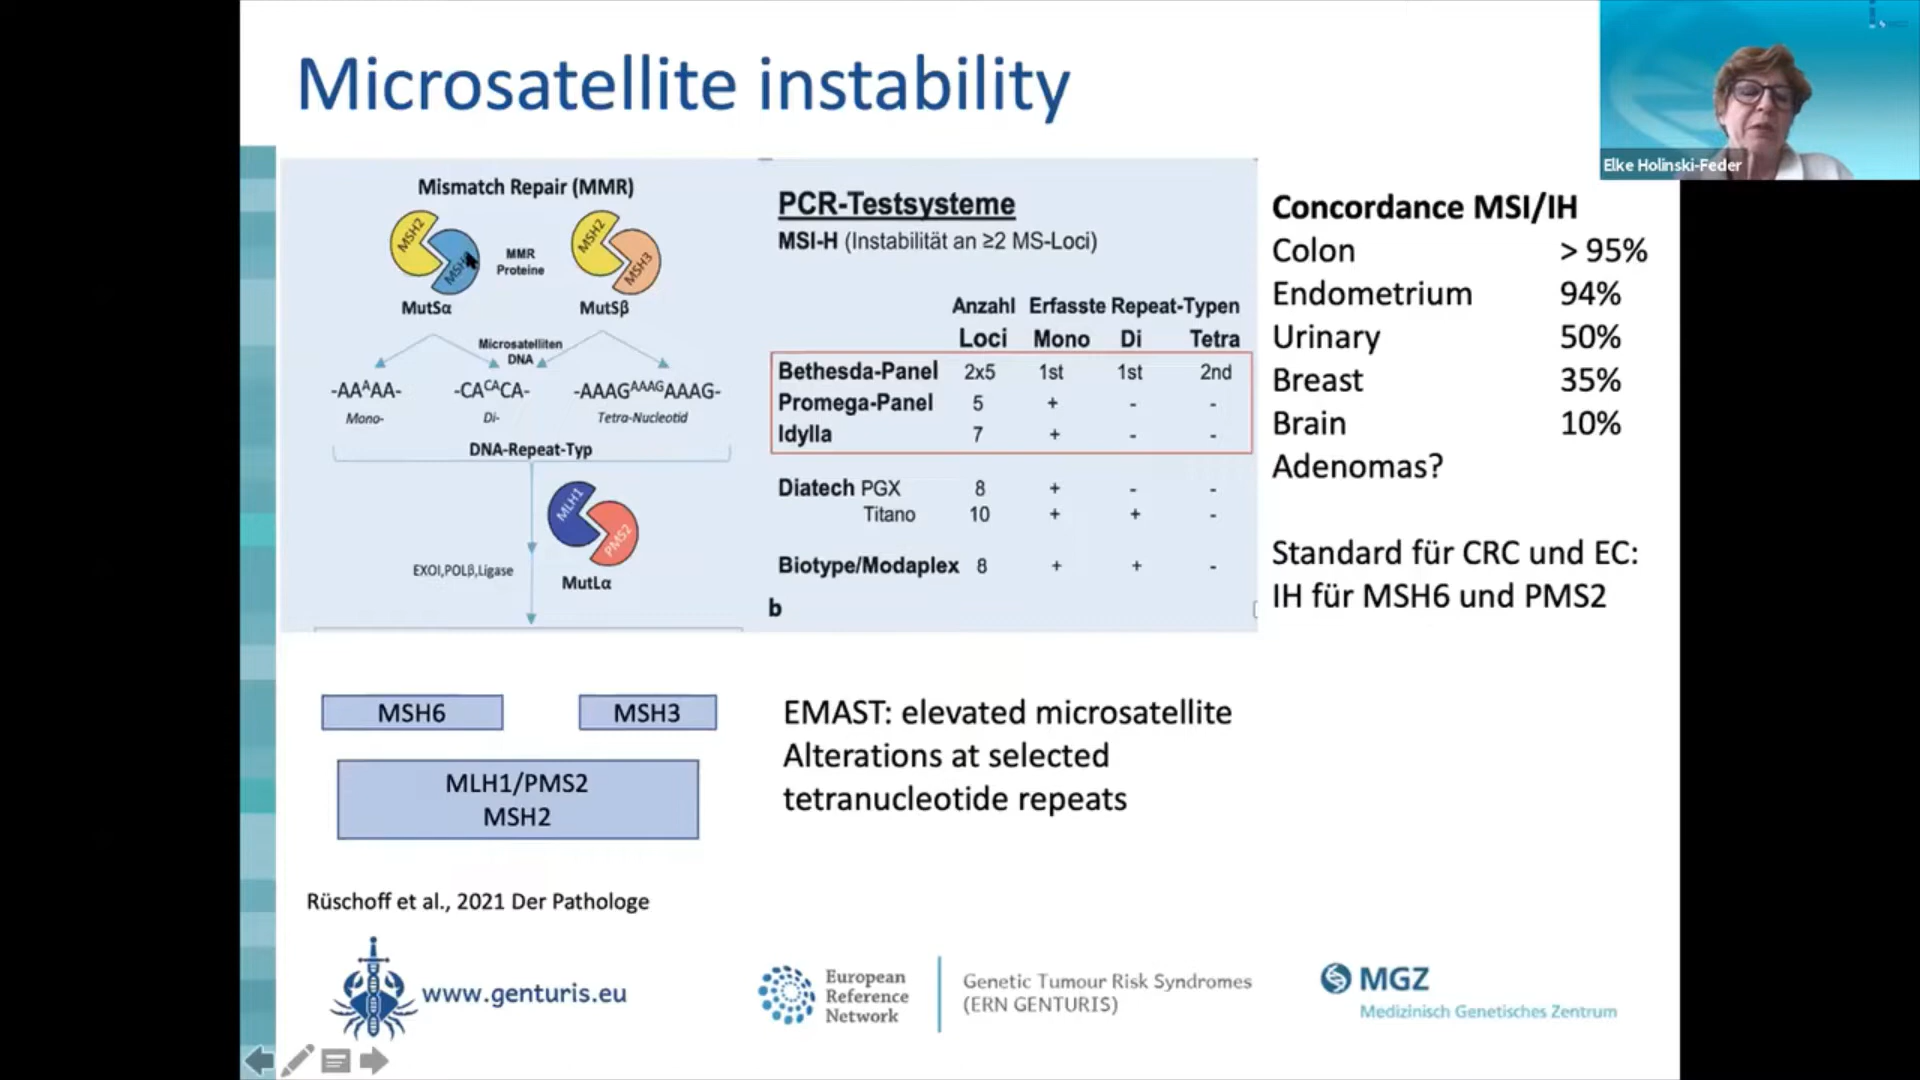 Microsatellite instability
Elke Holinski-Feder
Mismatch Repair (MMR)
MSH2
MSH2
MSH3
MMR
Proteine
MutSα
MutSβ
Microsatelliten
DNA
-AAᴬAA-
-CAᶜᴬCA-
-AAAGᴬᴬᴬᴳAAAG-
Mono-
Di-
Tetra-Nucleotid
DNA-Repeat-Typ
MLH1
PMS2
EXOI,POLβ,Ligase
MutLα
PCR-Testsysteme
MSI-H (Instabilität an ≥2 MS-Loci)
Anzahl Erfasste Repeat-Typen
Loci Mono Di Tetra
Bethesda-Panel 2x5 1st 1st 2nd
Promega-Panel 5 + - -
Idylla 7 + - -
Diatech PGX 8 + - -
Titano 10 + + -
Biotype/Modaplex 8 + + -
b
Concordance MSI/IH
Colon > 95%
Endometrium 94%
Urinary 50%
Breast 35%
Brain 10%
Adenomas?
Standard für CRC und EC:
IH für MSH6 und PMS2
MSH6
MSH3
MLH1/PMS2
MSH2
EMAST: elevated microsatellite
Alterations at selected
tetranucleotide repeats
Rüschoff et al., 2021 Der Pathologe
www.genturis.eu
European
Reference
Network
Genetic Tumour Risk Syndromes
(ERN GENTURIS)
MGZ
Medizinisch Genetisches Zentrum